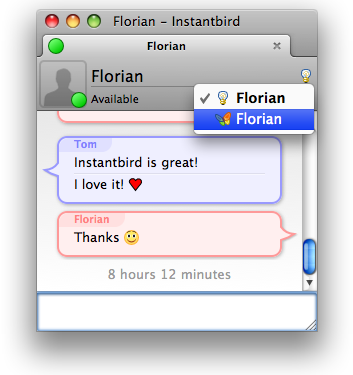 Florian - Instantbird
Florian
Florian
Available
Florian
Florian
Tom
Instantbird is great!
I love it!
Florian
Thanks
8 hours 12 minutes